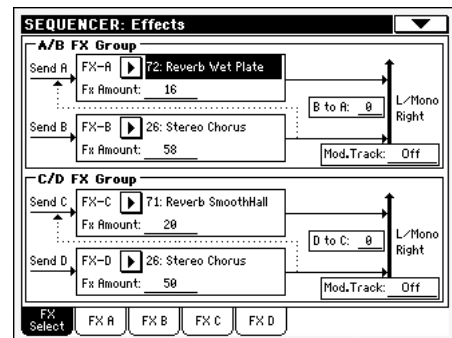 SEQUENCER: Effects
A/B FX Group
Send A FX-A 72: Reverb Wet Plate
Fx Amount: 16
B to A: 0
L/Mono
Right
Send B FX-B 26: Stereo Chorus
Fx Amount: 58
Mod.Track: Off
C/D FX Group
Send C FX-C 71: Reverb SmoothHall
Fx Amount: 20
D to C: 0
L/Mono
Right
Send D FX-D 26: Stereo Chorus
Fx Amount: 50
Mod.Track: Off
FX Select FX A FX B FX C FX D